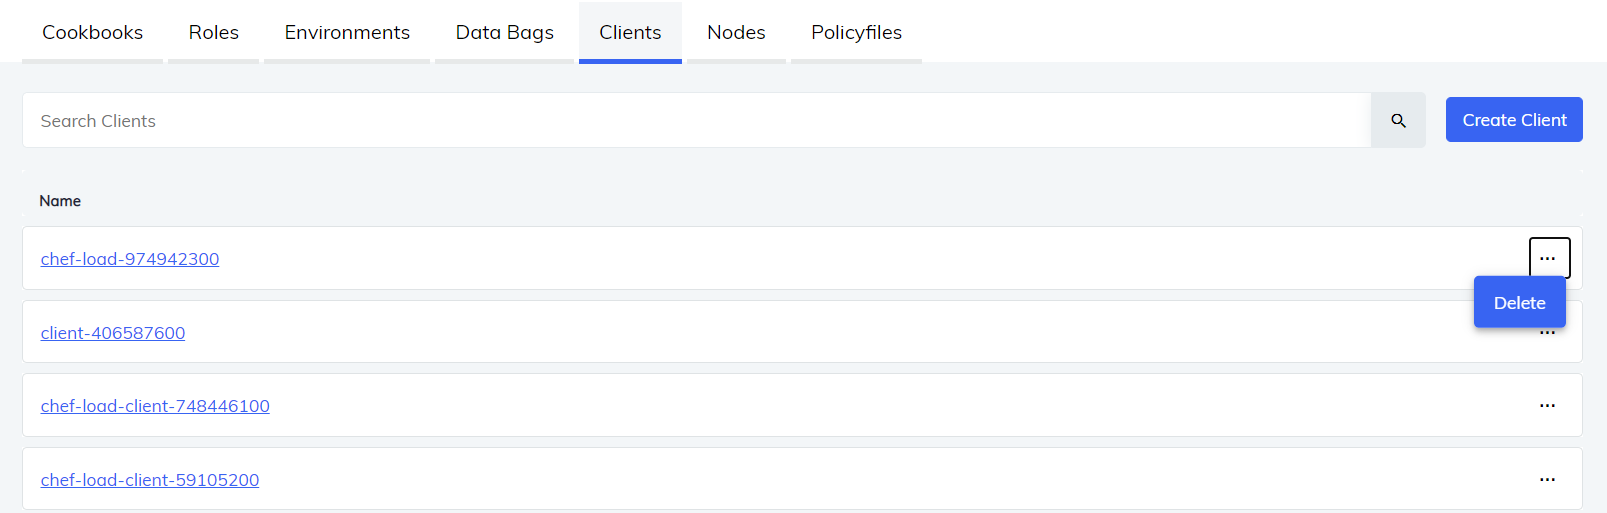 Cookbooks Roles Environments Data Bags Clients Nodes Policyfiles
Search Clients Create Client
Name
chef-load-974942300 ...
Delete
client-406587600 ...
chef-load-client-748446100 ...
chef-load-client-59105200 ...